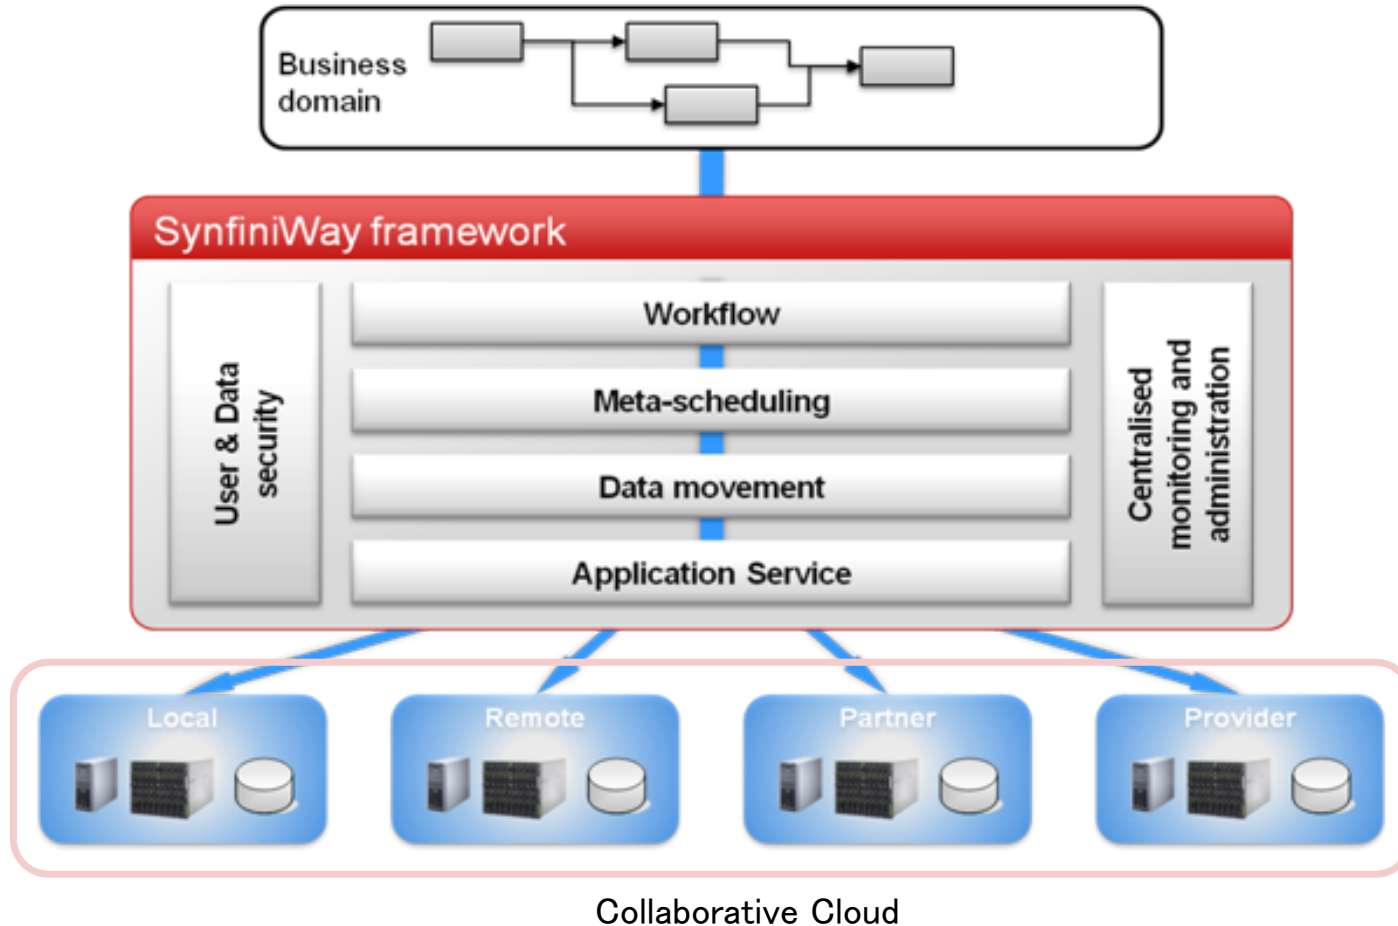 Business
domain
SynfiniWay framework
User & Data
security
Workflow
Meta-scheduling
Data movement
Application Service
Centralised
monitoring and
administration
Local
Remote
Partner
Provider
Collaborative Cloud